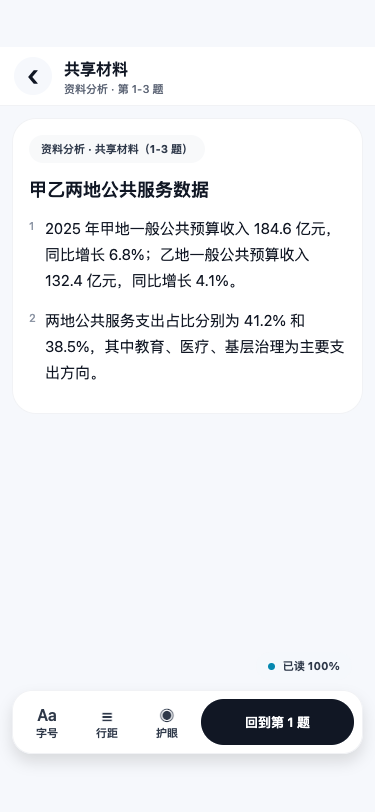 共享材料
资料分析 · 第 1-3 题
资料分析 · 共享材料（1-3 题）
甲乙两地公共服务数据
1 2025 年甲地一般公共预算收入 184.6 亿元，
同比增长 6.8%；乙地一般公共预算收入
132.4 亿元，同比增长 4.1%。
2 两地公共服务支出占比分别为 41.2% 和
38.5%，其中教育、医疗、基层治理为主要支
出方向。
已读 100%
Aa
字号
行距
护眼
回到第 1 题